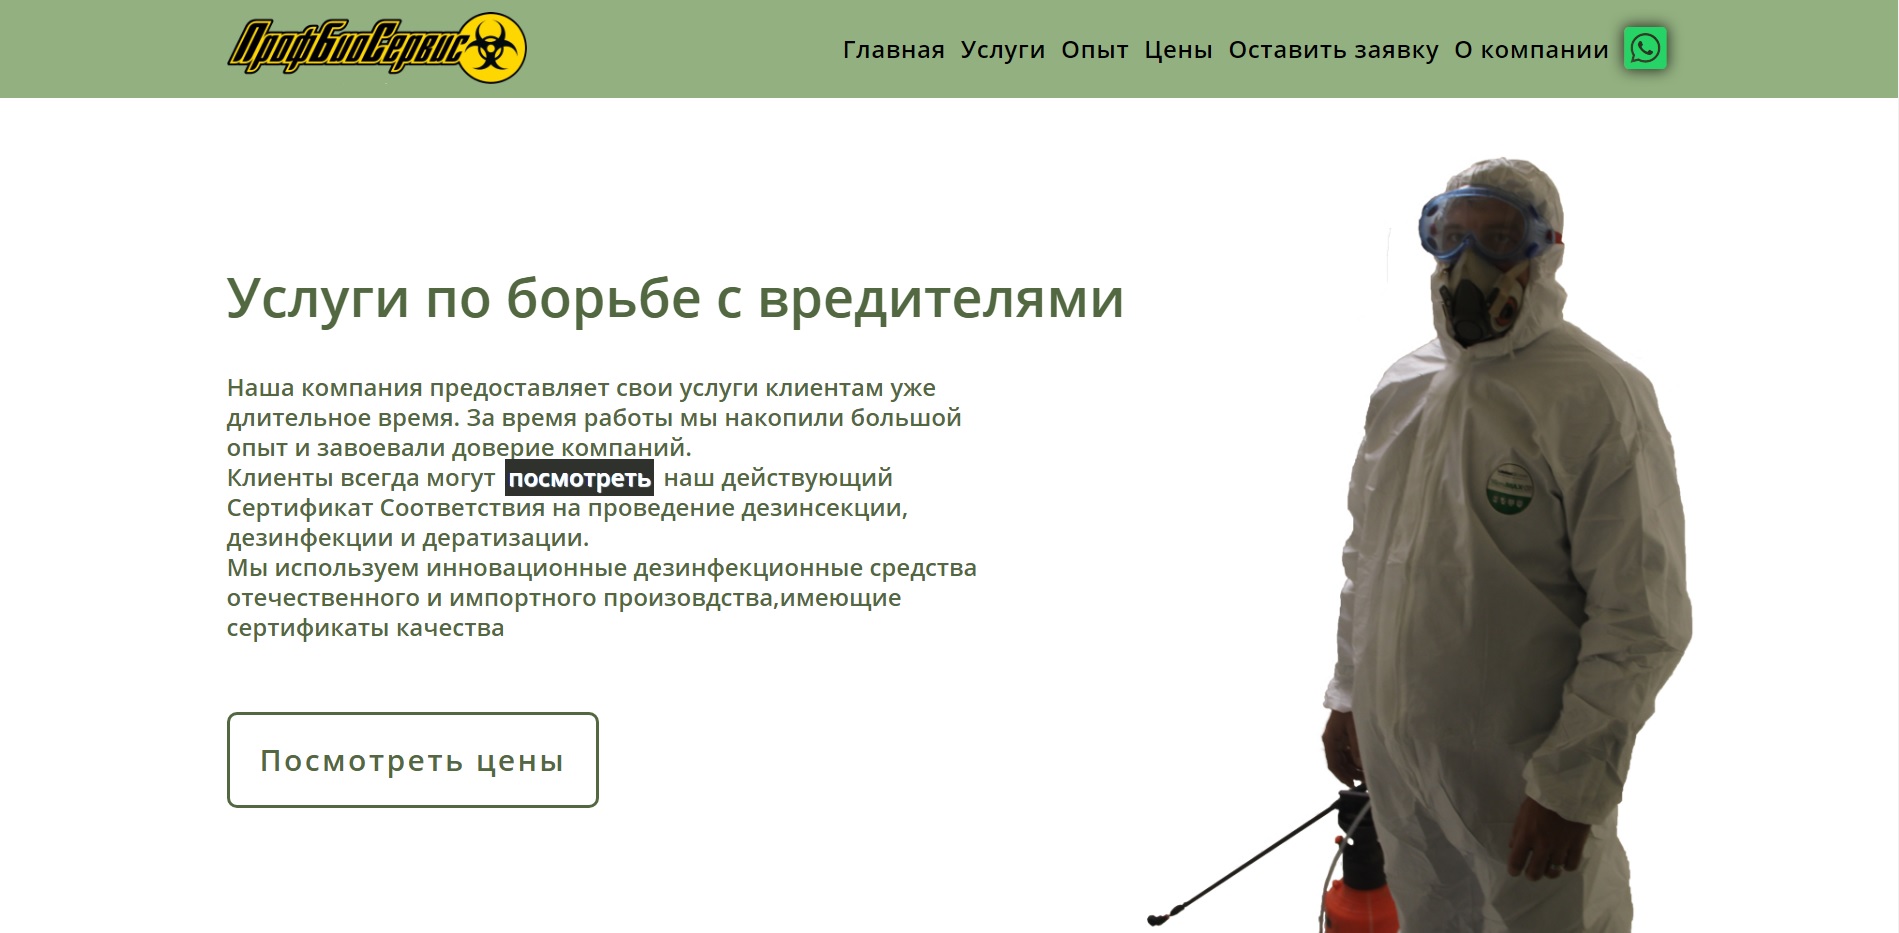 ПрофБиоСервис
Главная Услуги Опыт Цены Оставить заявку О компании
Услуги по борьбе с вредителями
Наша компания предоставляет свои услуги клиентам уже
длительное время. За время работы мы накопили большой
опыт и завоевали доверие компаний.
Клиенты всегда могут посмотреть наш действующий
Сертификат Соответствия на проведение дезинсекции,
дезинфекции и дератизации.
Мы используем инновационные дезинфекционные средства
отечественного и импортного произовдства,имеющие
сертификаты качества
Посмотреть цены